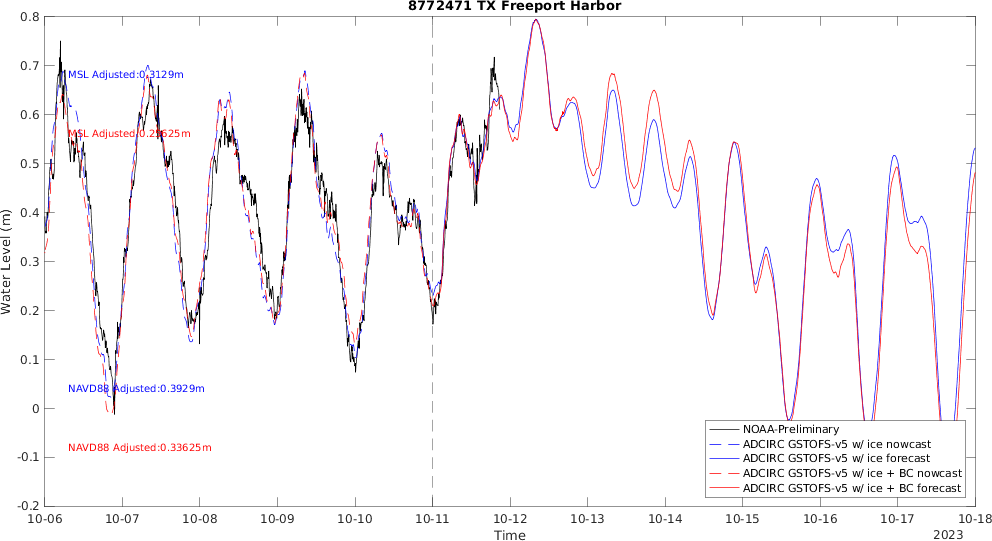 8772471 TX Freeport Harbor
0.8
0.7
0.6
0.5
0.4
0.3
0.2
0.1
0
-0.1
-0.2
Water Level (m)
MSL Adjusted:0.3129m
MSL Adjusted:0.25625m
NAVD88 Adjusted:0.3929m
NAVD88 Adjusted:0.33625m
NOAA-Preliminary
ADCIRC GSTOFS-v5 w/ ice nowcast
ADCIRC GSTOFS-v5 w/ ice forecast
ADCIRC GSTOFS-v5 w/ ice + BC nowcast
ADCIRC GSTOFS-v5 w/ ice + BC forecast
10-06 10-07 10-08 10-09 10-10 10-11 10-12 10-13 10-14 10-15 10-16 10-17 10-18
Time
2023